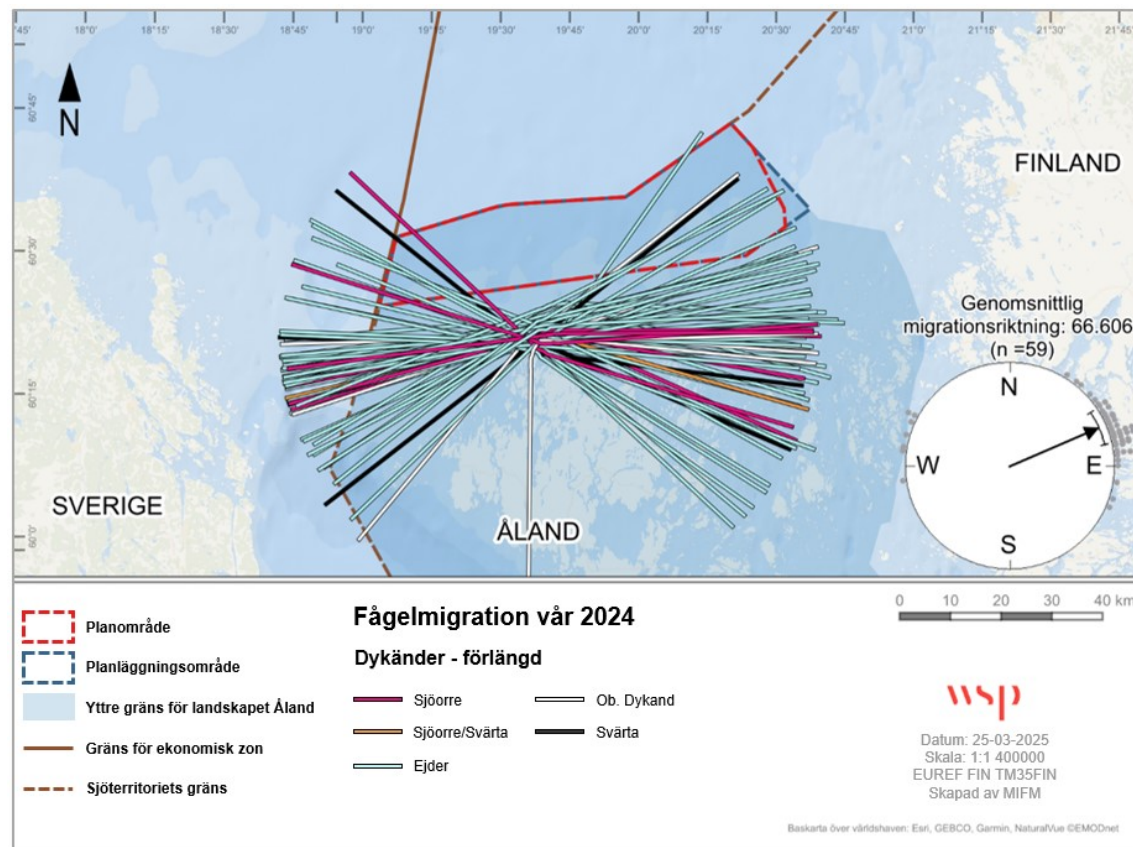 °45' 18°0' 18°15' 18°30' 18°45' 19°0' 19°15' 19°30' 19°45' 20°0' 20°15' 20°30' 20°45' 21°0' 21°15' 21°30' 21°45'
60°45'
N
FINLAND
60°30'
Genomsnittlig
migrationsriktning: 66.606
(n =59)
60°15'
N
W E
S
SVERIGE
ÅLAND
60°0'
0 10 20 30 40 km
Planområde
Planläggningsområde
Yttre gräns för landskapet Åland
Gräns för ekonomisk zon
Sjöterritoriets gräns
Fågelmigration vår 2024
Dykänder - förlängd
Sjöorre
Sjöorre/Svärta
Ejder
Ob. Dykand
Svärta
wsp
Datum: 25-03-2025
Skala: 1:1 400000
EUREF FIN TM35FIN
Skapad av MIFM
Baskarta över världshaven: Esri, GEBCO, Garmin, NaturalVue ©EMODnet